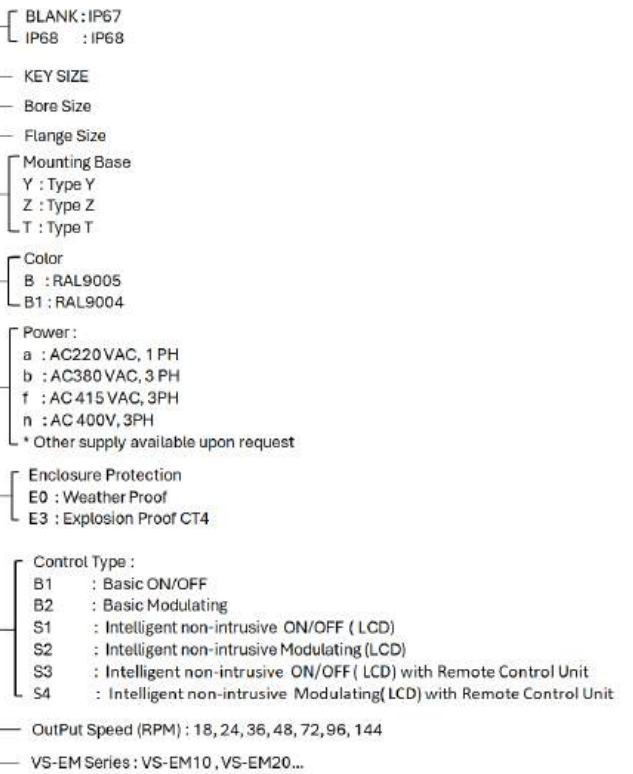 BLANK : IP67
IP68 : IP68
KEY SIZE
Bore Size
Flange Size
Mounting Base
Y : Type Y
Z : Type Z
T : Type T
Color
B : RAL9005
B1 : RAL9004
Power :
a : AC220 VAC, 1 PH
b : AC380 VAC, 3 PH
f : AC 415 VAC, 3PH
n : AC 400V, 3PH
* Other supply available upon request
Enclosure Protection
E0 : Weather Proof
E3 : Explosion Proof CT4
Control Type :
B1 : Basic ON/OFF
B2 : Basic Modulating
S1 : Intelligent non-intrusive ON/OFF ( LCD)
S2 : Intelligent non-intrusive Modulating (LCD)
S3 : Intelligent non-intrusive ON/OFF ( LCD) with Remote Control Unit
S4 : Intelligent non-intrusive Modulating( LCD) with Remote Control Unit
OutPut Speed (RPM) : 18, 24, 36, 48, 72, 96, 144
VS-EM Series : VS-EM10 , VS-EM20...